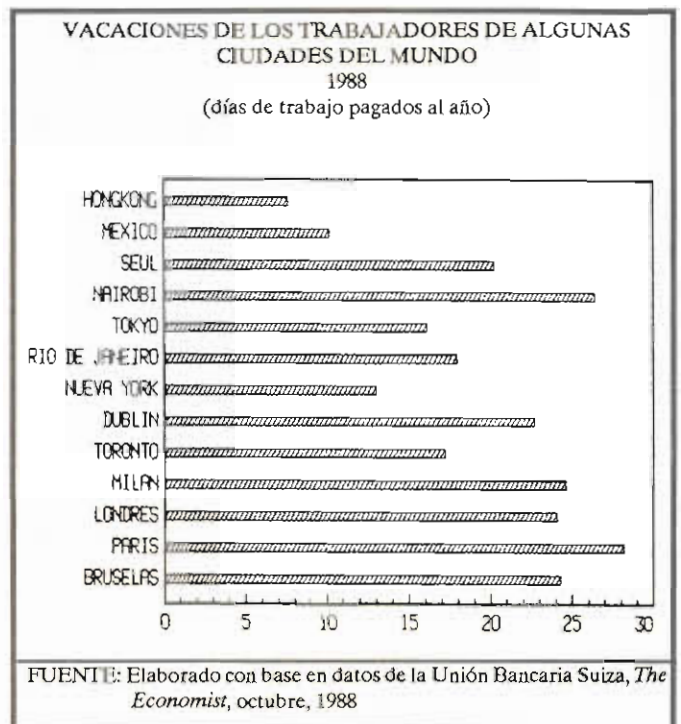 VACACIONES DE LOS TRABAJADORES DE ALGUNAS
CIUDADES DEL MUNDO
1988
(días de trabajo pagados al año)
HONGKONG
MEXICO
SEUL
NAIROBI
TOKYO
RIO DE JANEIRO
NUEVA YORK
DUBLIN
TORONTO
MILAN
LONDRES
PARIS
BRUSELAS
0 5 10 15 20 25 30
FUENTE: Elaborado con base en datos de la Unión Bancaria Suiza, The
Economist, octubre, 1988